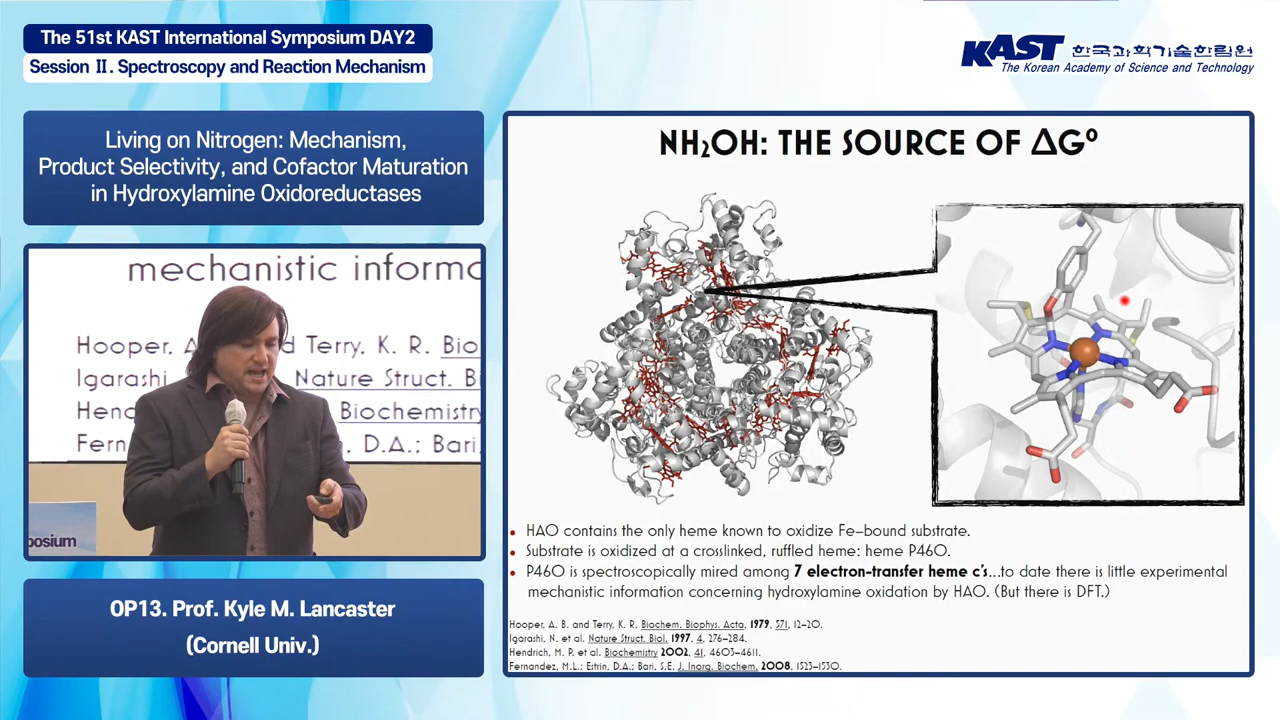 The 51st KAST International Symposium DAY2
Session Ⅱ. Spectroscopy and Reaction Mechanism
KAST 한국과학기술한림원
The Korean Academy of Science and Technology
Living on Nitrogen: Mechanism,
Product Selectivity, and Cofactor Maturation
in Hydroxylamine Oxidoreductases
mechanistic informa
Hooper, A d Terry, K. R. Bio
Igarashi Nature Struct. Bi
Hend Biochemistry
Fern , D.A.; Bari,
posium
OP13. Prof. Kyle M. Lancaster
(Cornell Univ.)
NH₂OH: THE SOURCE OF ΔG⁰
• HAO contains the only heme known to oxidize Fe–bound substrate.
• Substrate is oxidized at a crosslinked, ruffled heme: heme P460.
• P460 is spectroscopically mired among 7 electron-transfer heme c's...to date there is little experimental
mechanistic information concerning hydroxylamine oxidation by HAO. (But there is DFT.)
Hooper, A. B. and Terry, K. R. Biochem. Biophys. Acta, 1979, 571, 12–20.
Igarashi, N. et al. Nature Struct. Biol. 1997, 4, 276–284.
Hendrich, M. P. et al. Biochemistry 2002, 41, 4603–4611.
Fernandez, M.L.; Estrin, D.A.; Bari, S.E. J. Inorg. Biochem. 2008, 1523–1530.